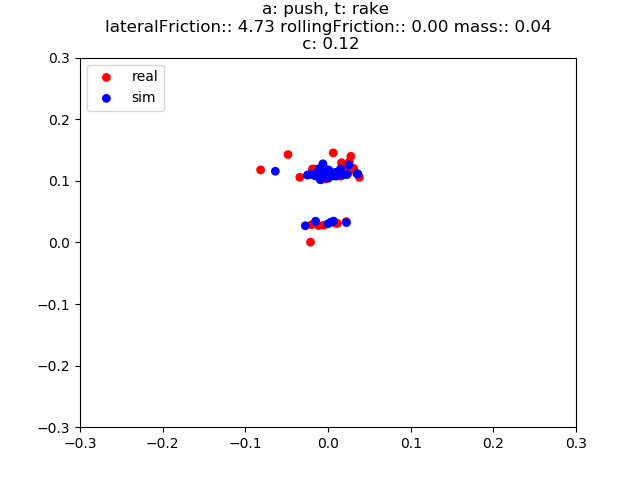 a: push, t: rake
lateralFriction:: 4.73 rollingFriction:: 0.00 mass:: 0.04
c: 0.12
0.3
real
sim
0.2
0.1
0.0
−0.1
−0.2
−0.3
−0.3
−0.2
−0.1
0.0
0.1
0.2
0.3